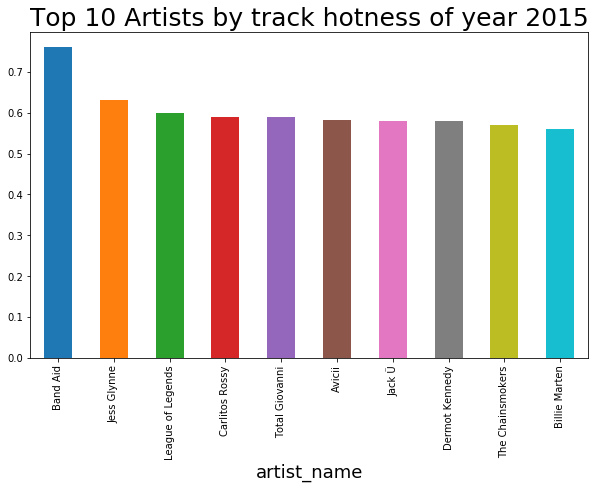 Top 10 Artists by track hotness of year 2015
0.7
0.6
0.5
0.4
0.3
0.2
0.1
0.0
Band Aid
Jess Glynne
League of Legends
Carlitos Rossy
Total Giovanni
Avicii
Jack Ü
Dermot Kennedy
The Chainsmokers
Billie Marten
artist_name